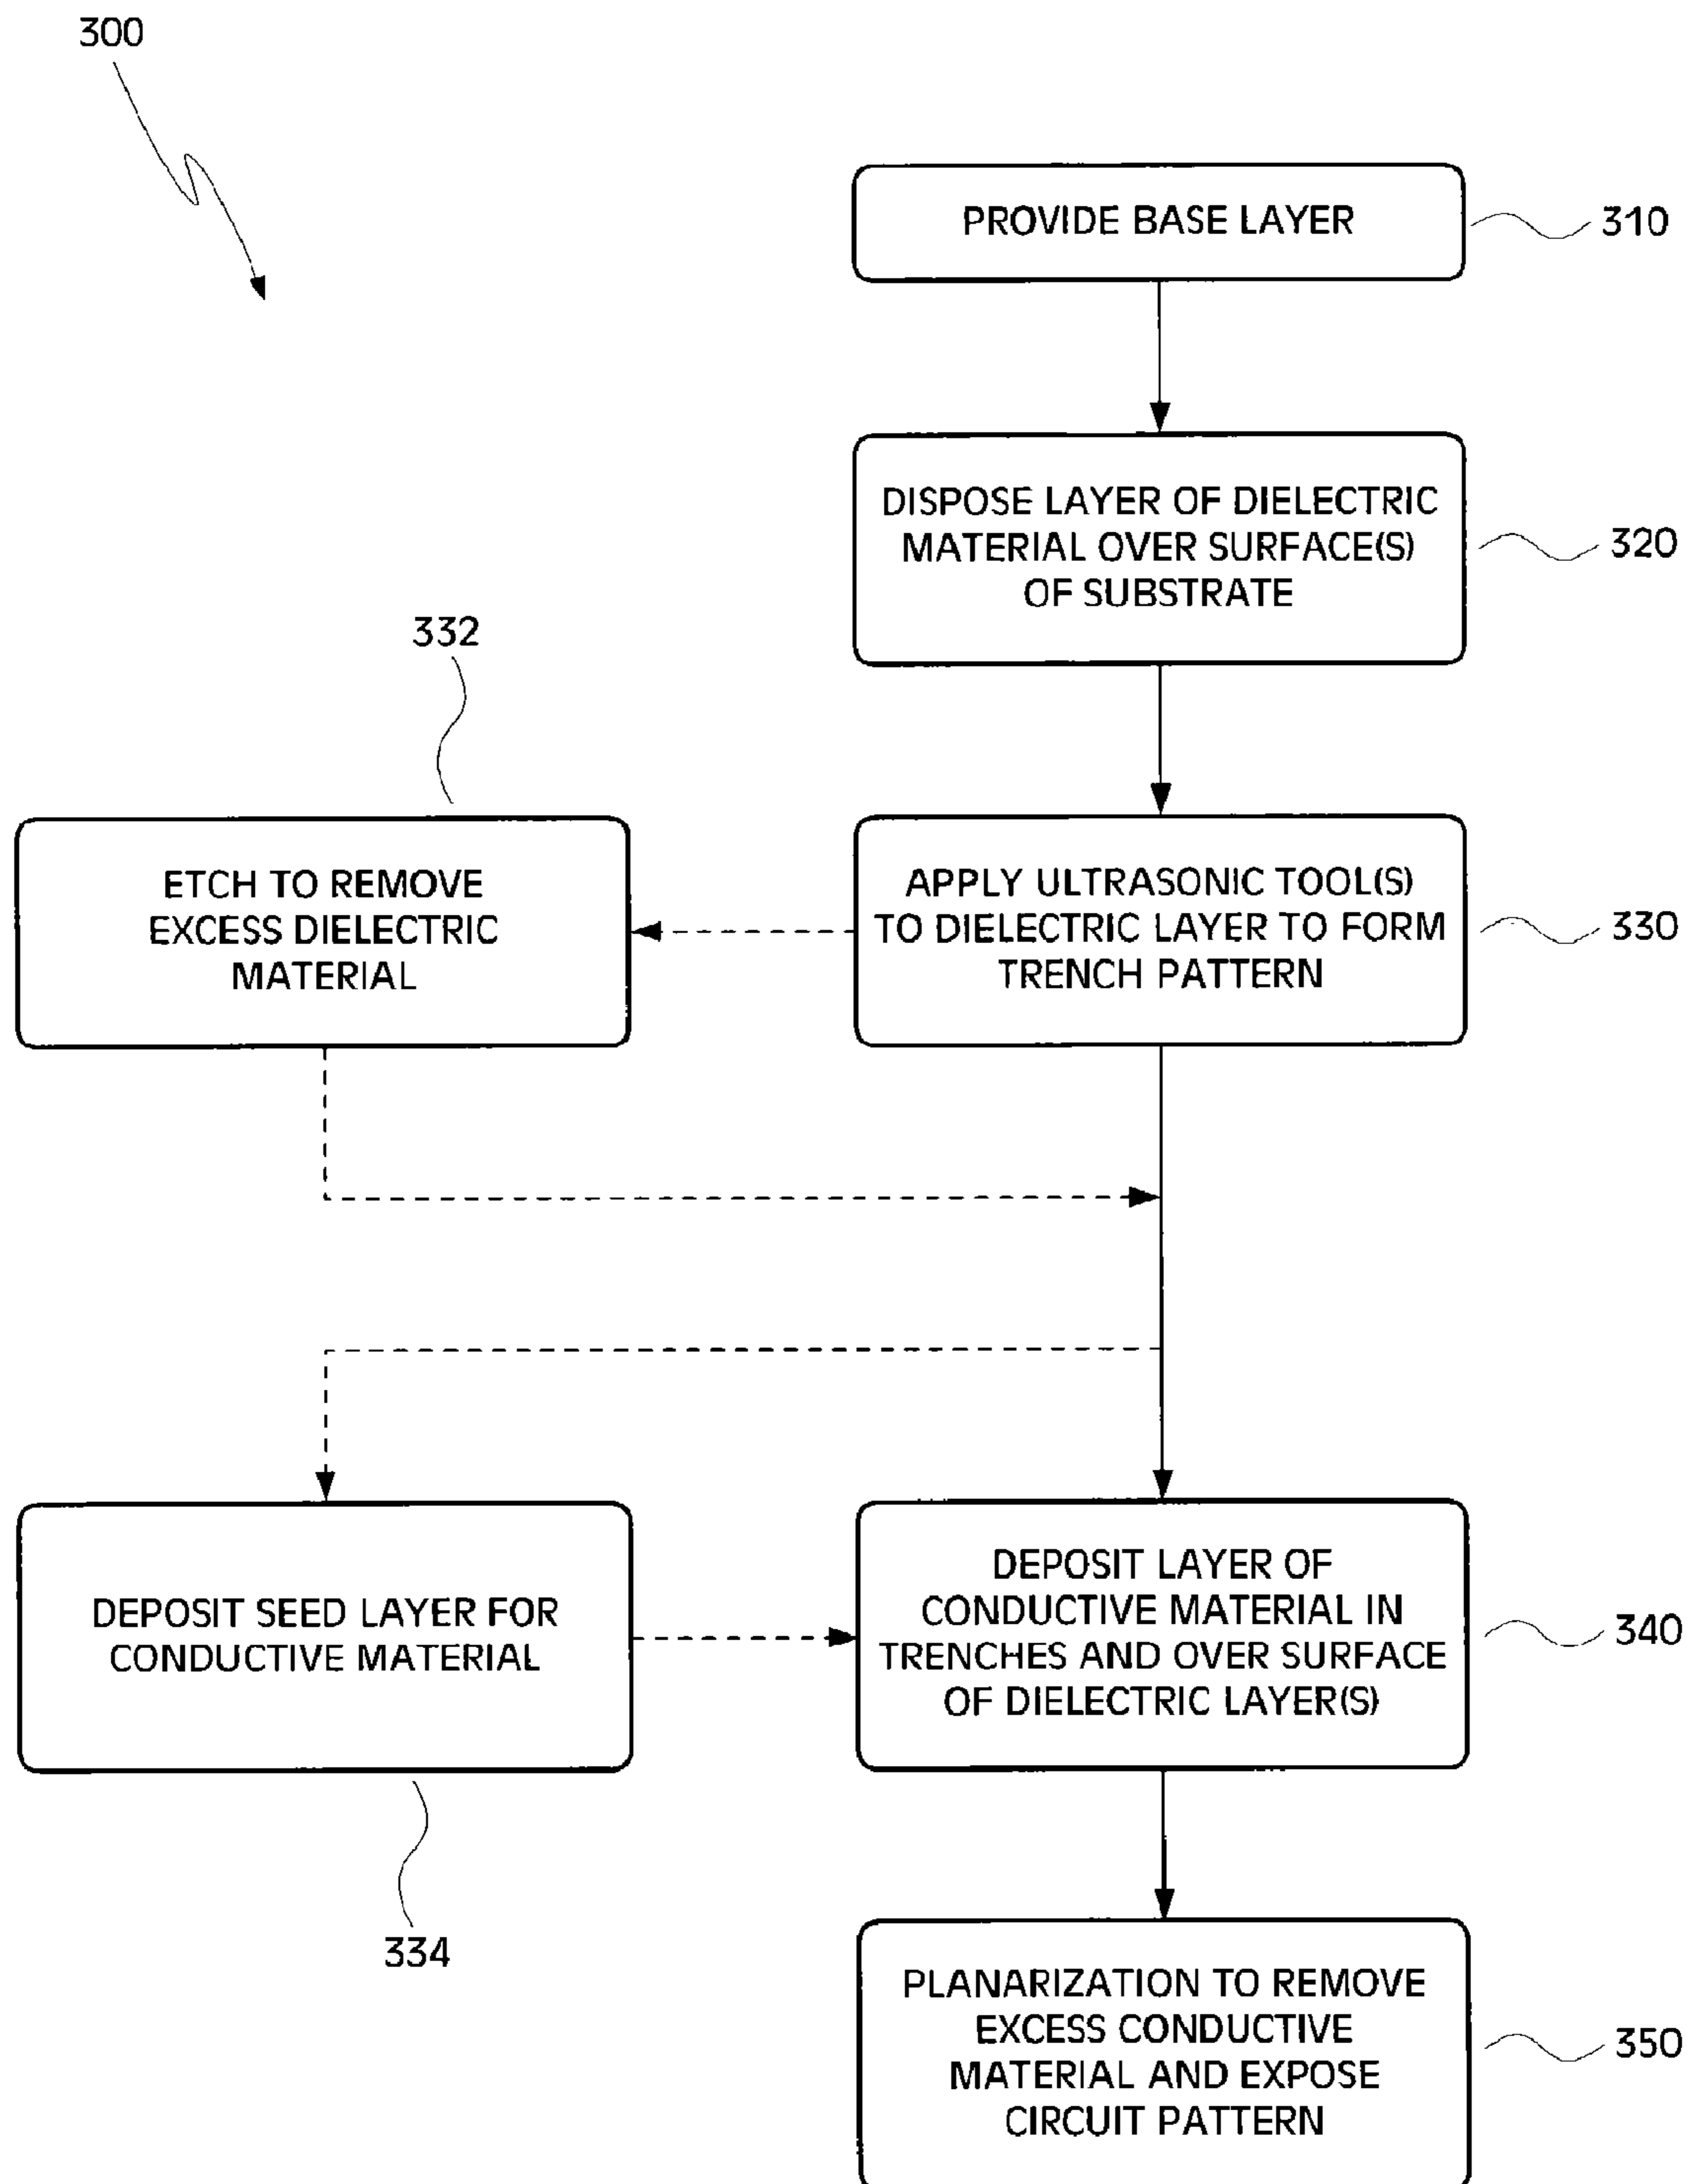 300
PROVIDE BASE LAYER
310
DISPOSE LAYER OF DIELECTRIC
MATERIAL OVER SURFACE(S)
OF SUBSTRATE
320
332
ETCH TO REMOVE
EXCESS DIELECTRIC
MATERIAL
APPLY ULTRASONIC TOOL(S)
TO DIELECTRIC LAYER TO FORM
TRENCH PATTERN
330
DEPOSIT SEED LAYER FOR
CONDUCTIVE MATERIAL
334
DEPOSIT LAYER OF
CONDUCTIVE MATERIAL IN
TRENCHES AND OVER SURFACE
OF DIELECTRIC LAYER(S)
340
PLANARIZATION TO REMOVE
EXCESS CONDUCTIVE
MATERIAL AND EXPOSE
CIRCUIT PATTERN
350